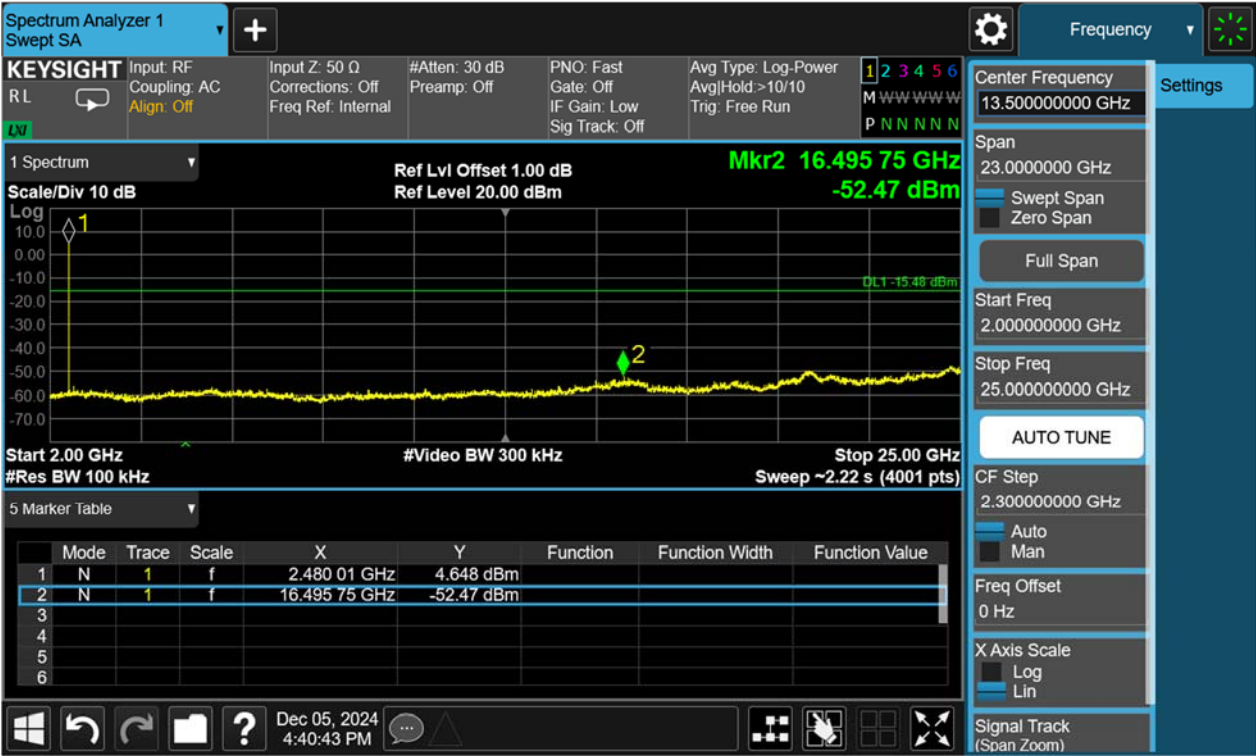 Spectrum Analyzer 1
Swept SA
+
Frequency
KEYSIGHT
R L
LXI
Input: RF
Coupling: AC
Align: Off
Input Z: 50 Ω
Corrections: Off
Freq Ref: Internal
#Atten: 30 dB
Preamp: Off
PNO: Fast
Gate: Off
IF Gain: Low
Sig Track: Off
Avg Type: Log-Power
Avg|Hold:>10/10
Trig: Free Run
1 2 3 4 5 6
M W W W W W
P N N N N N
1 Spectrum
Scale/Div 10 dB
Ref Lvl Offset 1.00 dB
Ref Level 20.00 dBm
Mkr2 16.495 75 GHz
-52.47 dBm
Log
10.0
0.00
-10.0
-20.0
-30.0
-40.0
-50.0
-60.0
-70.0
1
DL1 -15.48 dBm
2
Start 2.00 GHz
#Video BW 300 kHz
Stop 25.00 GHz
#Res BW 100 kHz
Sweep ~2.22 s (4001 pts)
5 Marker Table
Mode Trace Scale X Y Function Function Width Function Value
1 N 1 f 2.480 01 GHz 4.648 dBm
2 N 1 f 16.495 75 GHz -52.47 dBm
3
4
5
6
?
Dec 05, 2024
4:40:43 PM
Center Frequency
13.500000000 GHz
Settings
Span
23.0000000 GHz
Swept Span
Zero Span
Full Span
Start Freq
2.000000000 GHz
Stop Freq
25.000000000 GHz
AUTO TUNE
CF Step
2.300000000 GHz
Auto
Man
Freq Offset
0 Hz
X Axis Scale
Log
Lin
Signal Track
(Span Zoom)